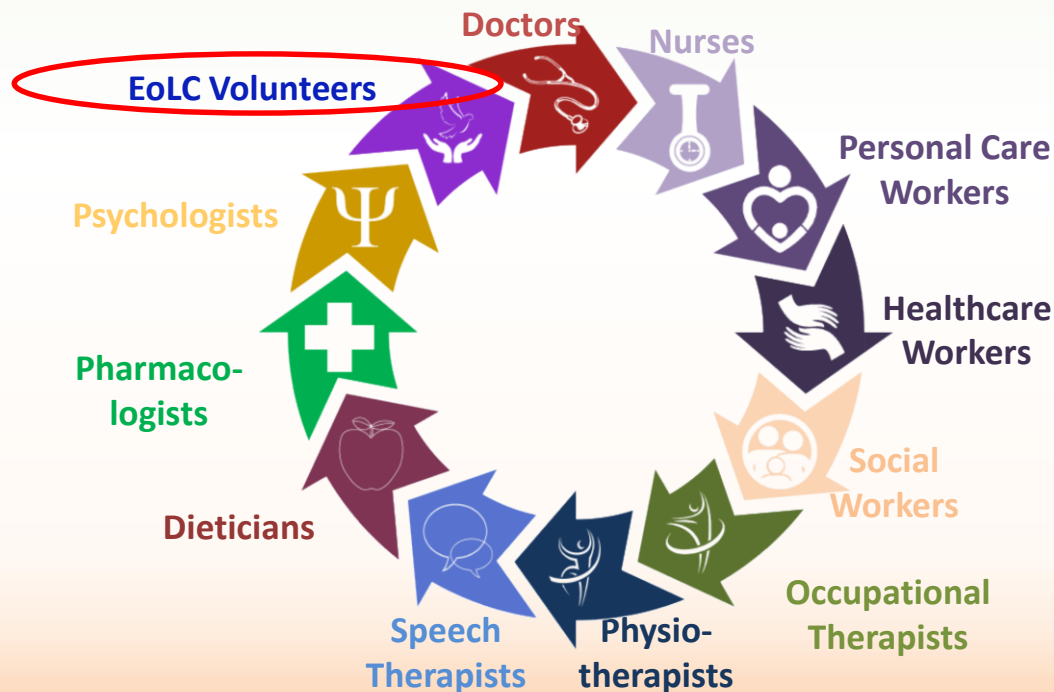 Doctors
Nurses
EoLC Volunteers
Personal Care
Workers
Psychologists
Healthcare
Workers
Pharmaco-
logists
Social
Workers
Dieticians
Occupational
Therapists
Speech
Therapists
Physio-
therapists
Ψ